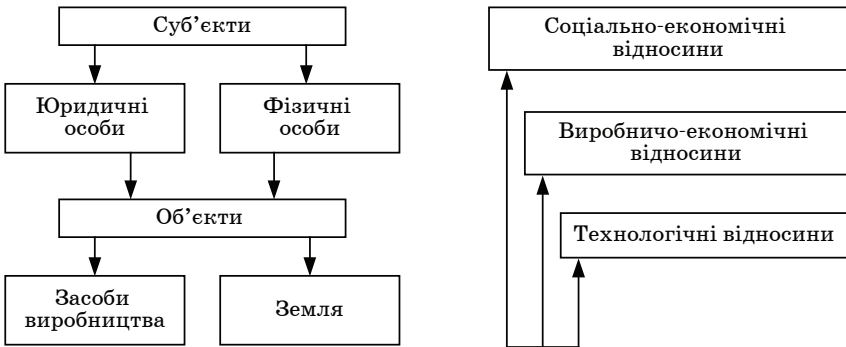 Суб’єкти
Юридичні
особи
Фізичні
особи
Об’єкти
Засоби
виробництва
Земля
Соціально-економічні
відносини
Виробничо-економічні
відносини
Технологічні відносини